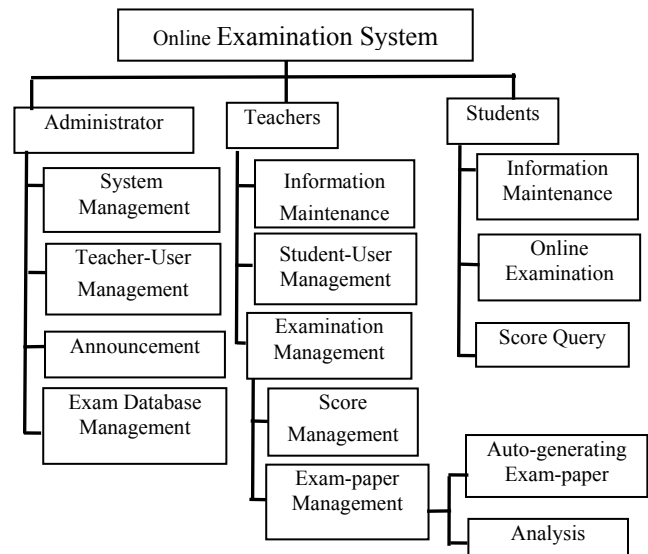 Online Examination System
Administrator
System
Management
Teacher-User
Management
Announcement
Exam Database
Management
Teachers
Information
Maintenance
Student-User
Management
Examination
Management
Score
Management
Exam-paper
Management
Auto-generating
Exam-paper
Analysis
Students
Information
Maintenance
Online
Examination
Score Query